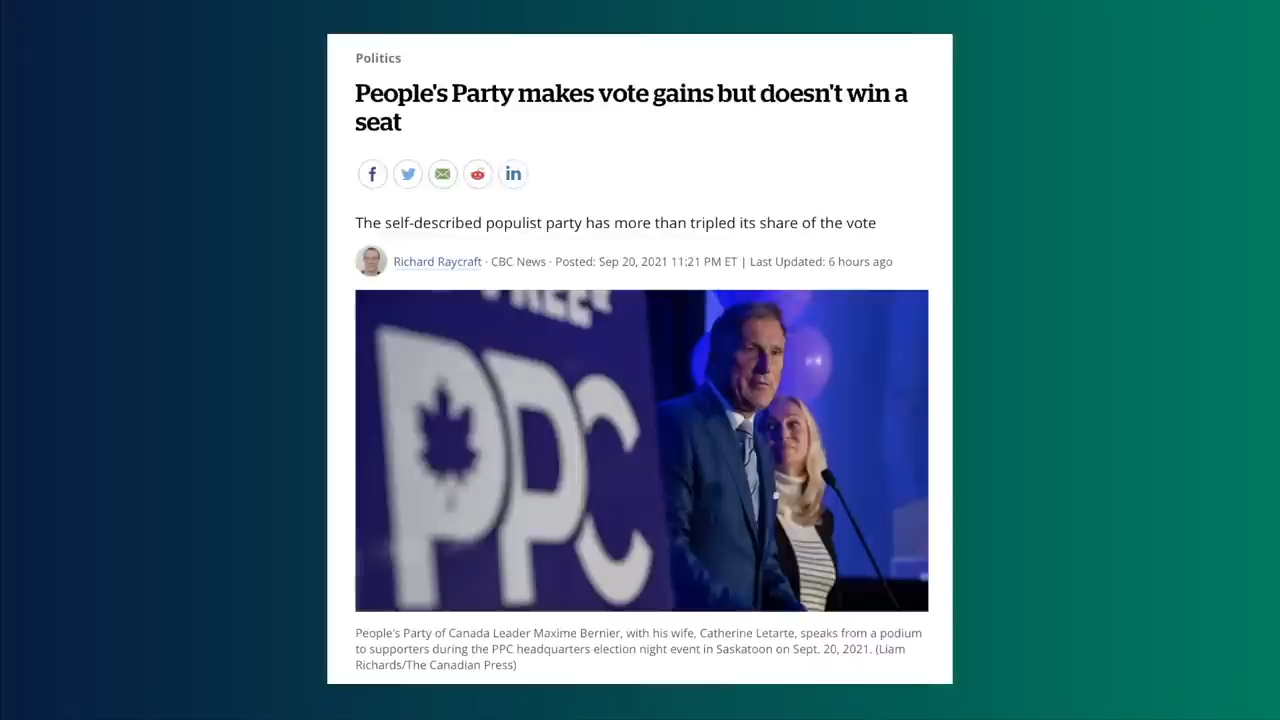 Politics
People's Party makes vote gains but doesn't win a
seat
The self-described populist party has more than tripled its share of the vote
Richard Raycraft · CBC News · Posted: Sep 20, 2021 11:21 PM ET | Last Updated: 6 hours ago
PPC
People's Party of Canada Leader Maxime Bernier, with his wife, Catherine Letarte, speaks from a podium
to supporters during the PPC headquarters election night event in Saskatoon on Sept. 20, 2021. (Liam
Richards/The Canadian Press)